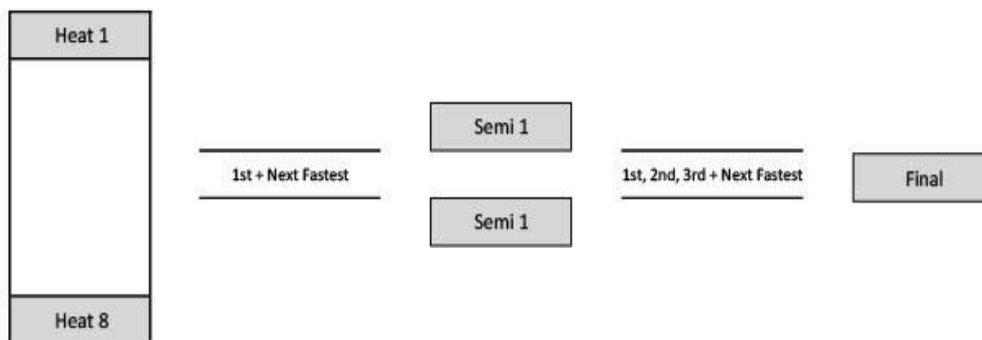 Heat 1
Heat 8
1st + Next Fastest
Semi 1
Semi 1
1st, 2nd, 3rd + Next Fastest
Final